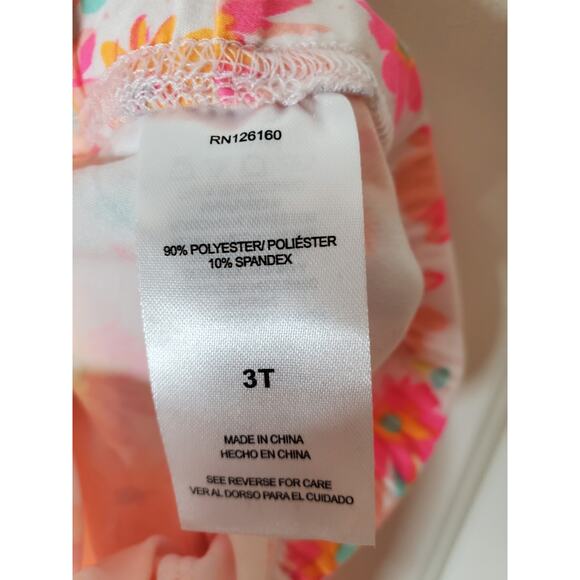 RN126160
90% POLYESTER/ POLIÉSTER
10% SPANDEX
3T
MADE IN CHINA
HECHO EN CHINA
SEE REVERSE FOR CARE
VER AL DORSO PARA EL CUIDADO